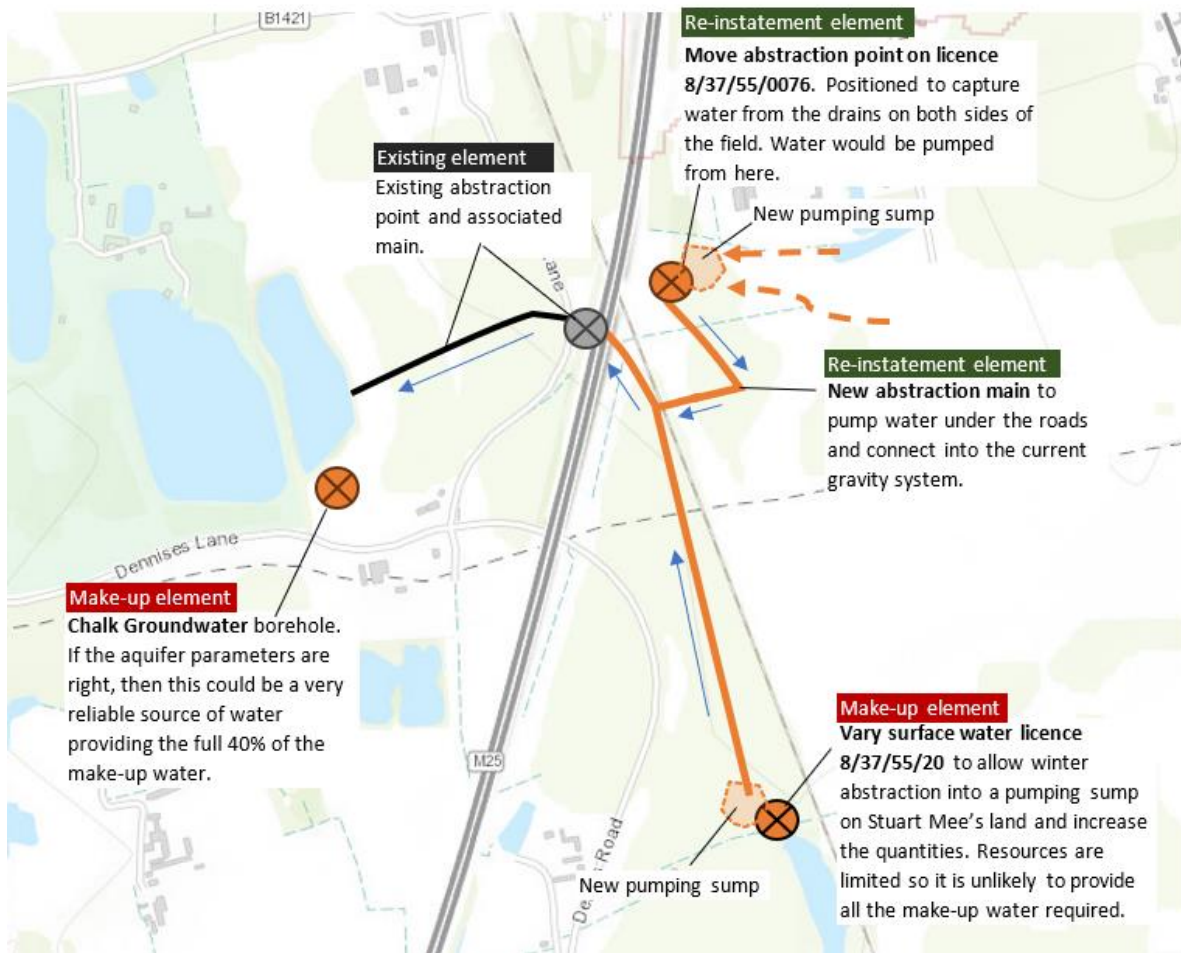 B1421
Re-instatement element
Move abstraction point on licence
8/37/55/0076. Positioned to capture
water from the drains on both sides of
the field. Water would be pumped
from here.
Existing element
Existing abstraction
point and associated
main.
New pumping sump
Re-instatement element
New abstraction main to
pump water under the roads
and connect into the current
gravity system.
Dennises Lane
Make-up element
Chalk Groundwater borehole.
If the aquifer parameters are
right, then this could be a very
reliable source of water
providing the full 40% of the
make-up water.
M25
Make-up element
Vary surface water licence
8/37/55/20 to allow winter
abstraction into a pumping sump
on Stuart Mee’s land and increase
the quantities. Resources are
limited so it is unlikely to provide
all the make-up water required.
New pumping sump
Road